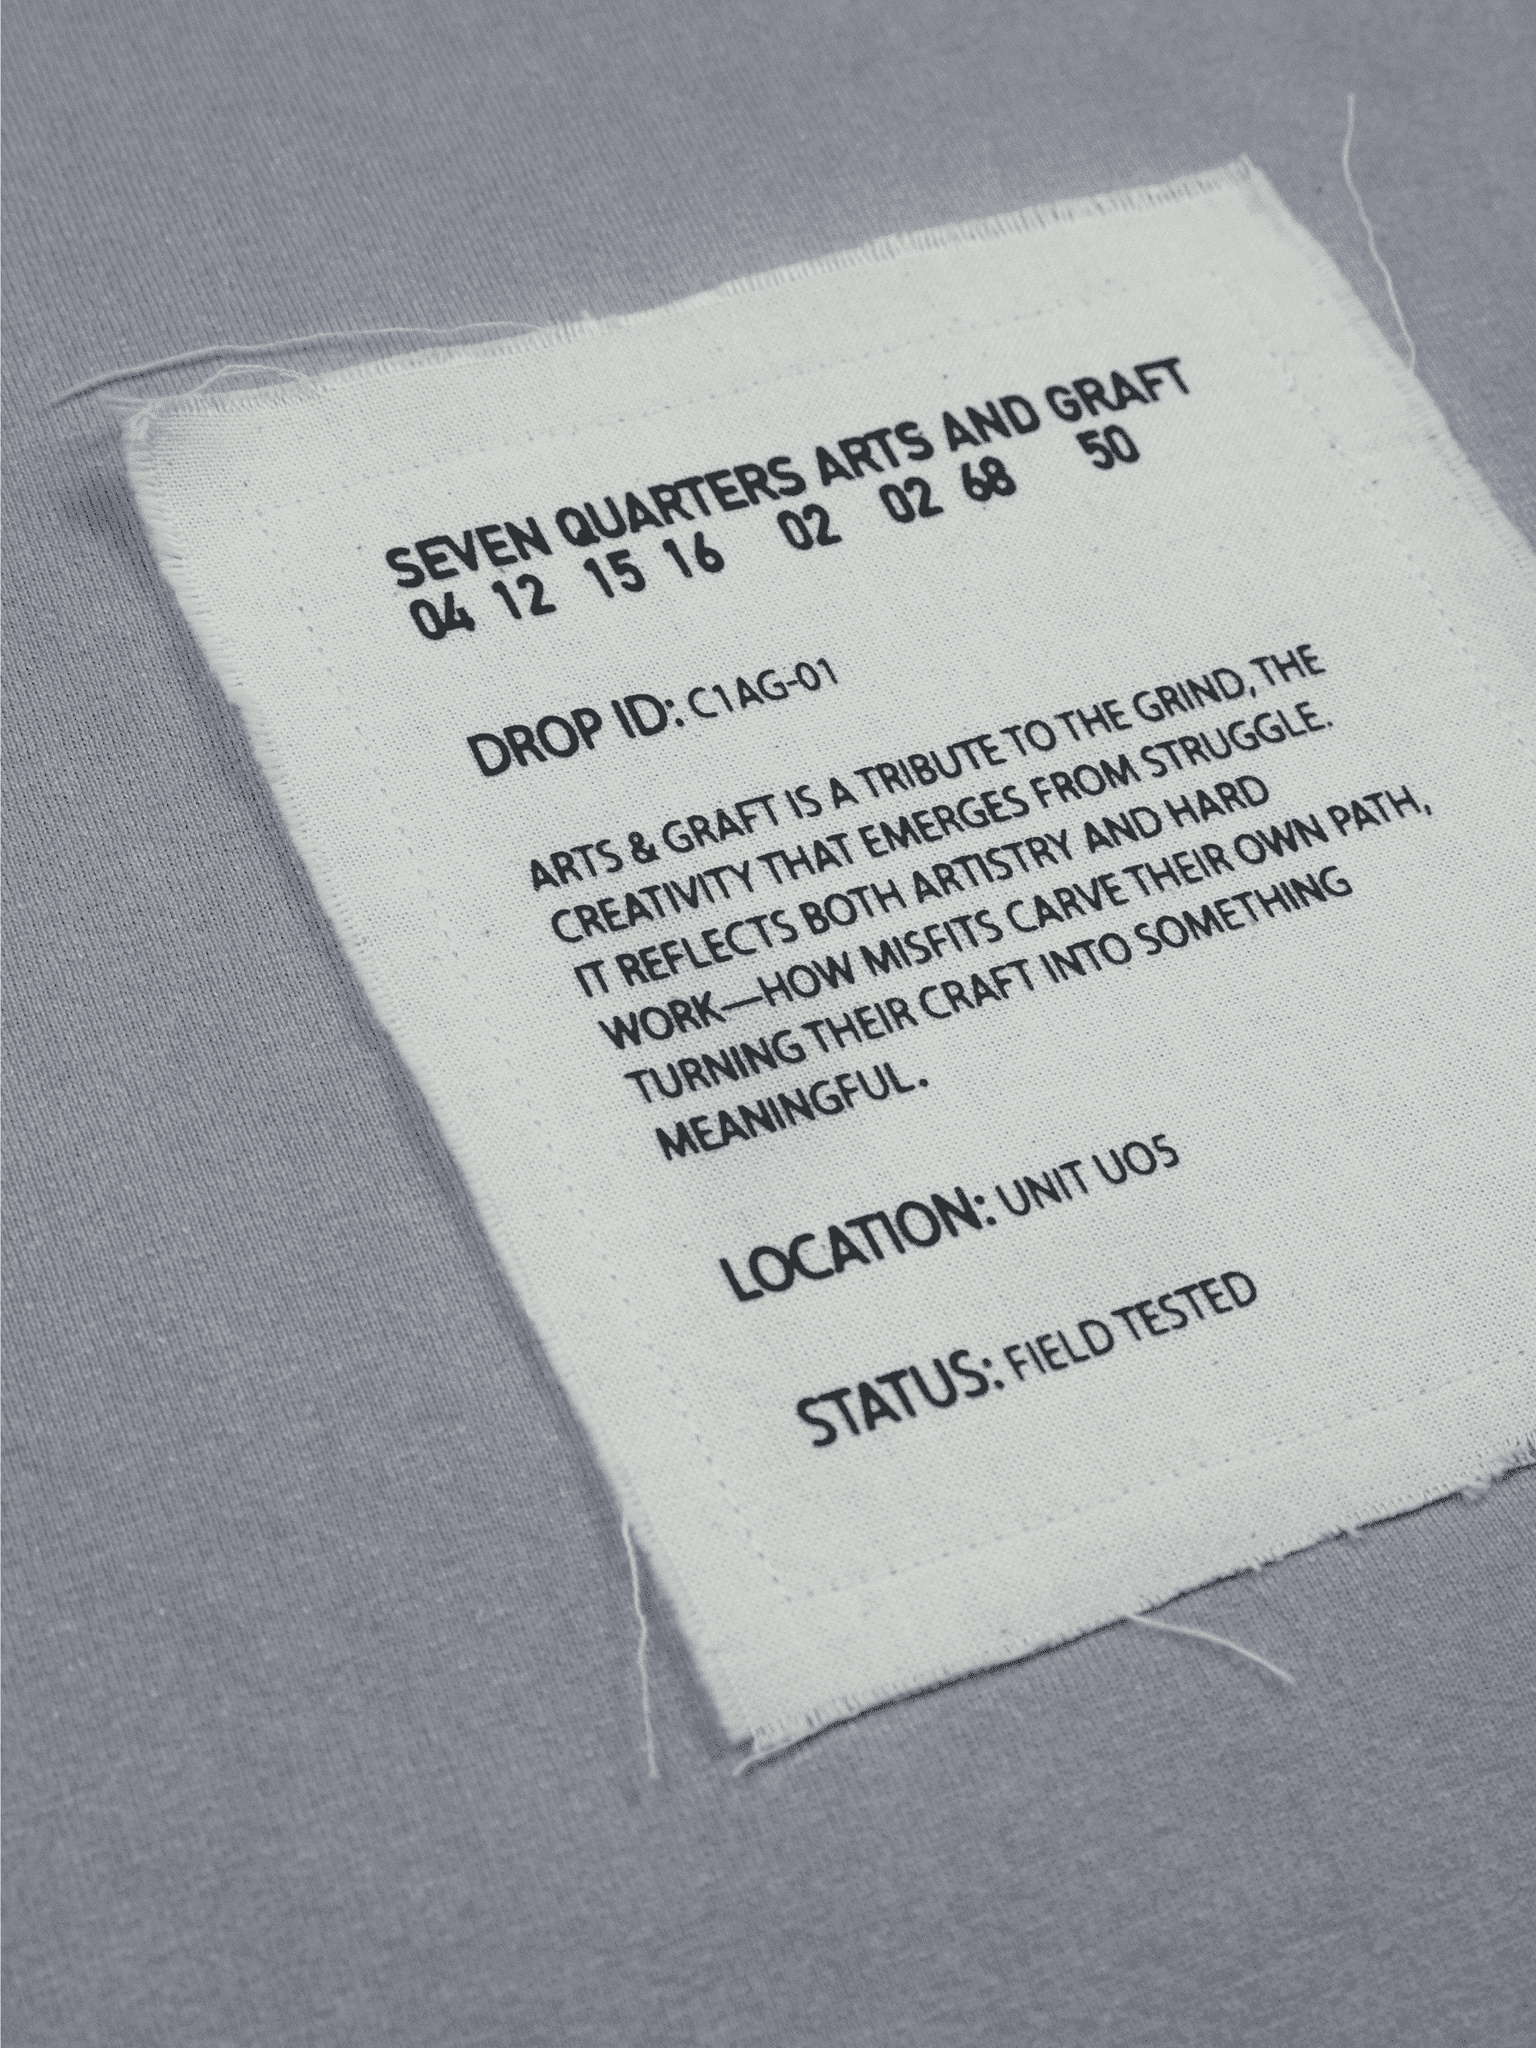 SEVEN QUARTERS ARTS AND GRAFT
04 12 15 16 02 02 68 50
DROP ID: C1AG-01
ARTS & GRAFT IS A TRIBUTE TO THE GRIND, THE
CREATIVITY THAT EMERGES FROM STRUGGLE.
IT REFLECTS BOTH ARTISTRY AND HARD
WORK—HOW MISFITS CARVE THEIR OWN PATH,
TURNING THEIR CRAFT INTO SOMETHING
MEANINGFUL.
LOCATION: UNIT UO5
STATUS: FIELD TESTED